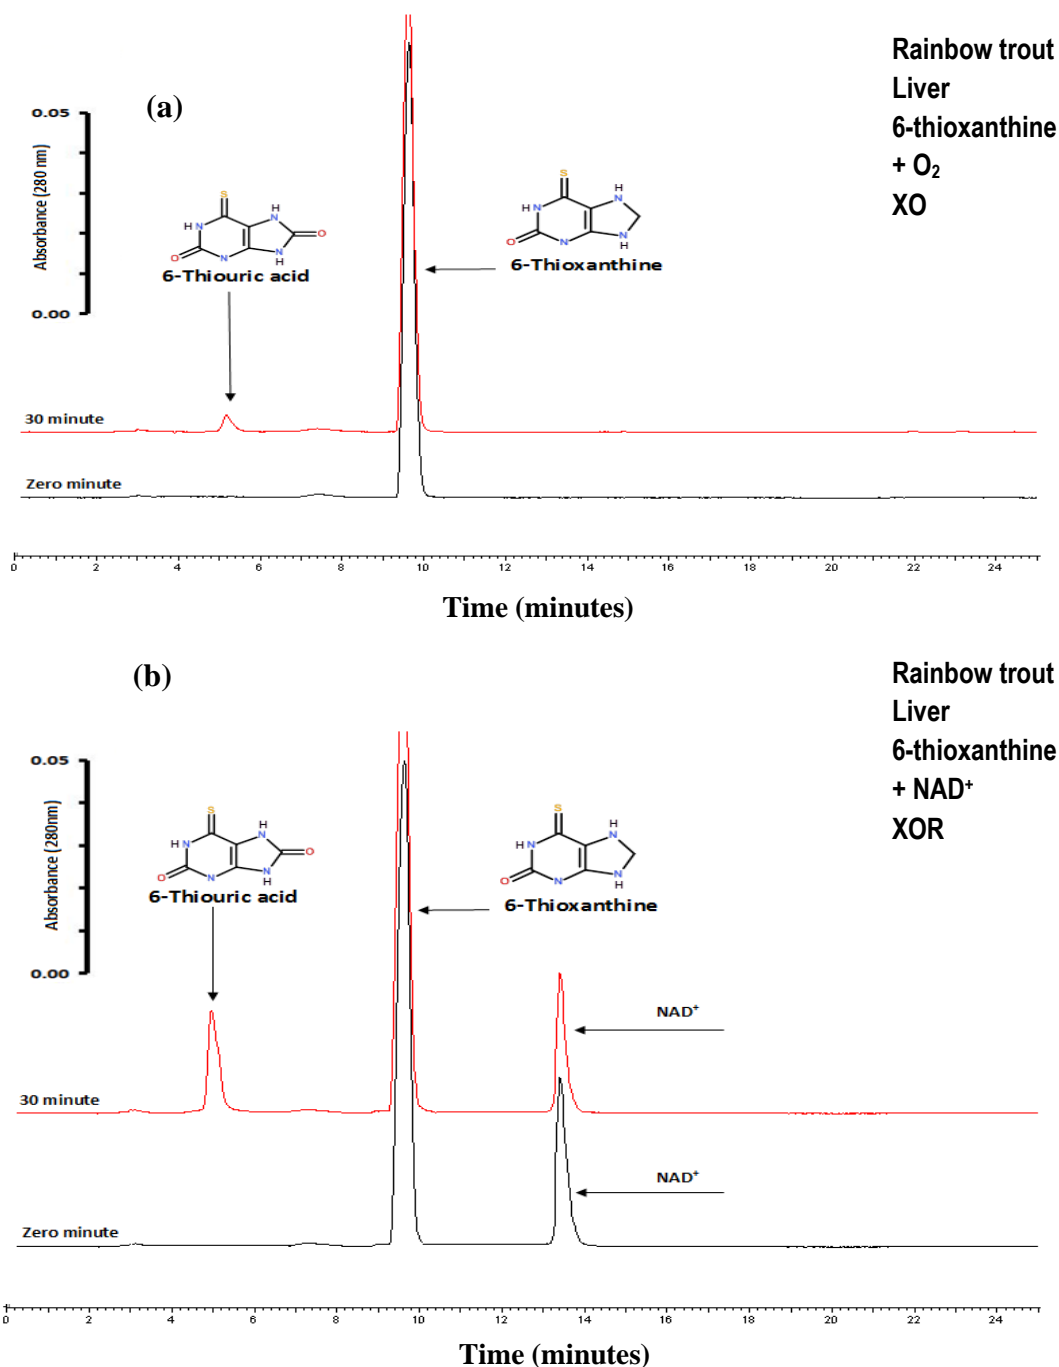 (a)
Rainbow trout
Liver
6-thioxanthine
+ O₂
XO
0.05
Absorbance (280 nm)
0.00
S
H
N
H
N
O
N
N
H
O
6-Thiouric acid
S
H
N
H
N
O
N
N
H
6-Thioxanthine
30 minute
Zero minute
0 2 4 6 8 10 12 14 16 18 20 22 24
Time (minutes)
(b)
Rainbow trout
Liver
6-thioxanthine
+ NAD⁺
XOR
0.05
Absorbance (280nm)
0.00
S
H
N
H
N
O
N
N
H
O
6-Thiouric acid
S
H
N
H
N
O
N
N
H
6-Thioxanthine
NAD⁺
30 minute
NAD⁺
Zero minute
0 2 4 6 8 10 12 14 16 18 20 22 24
Time (minutes)